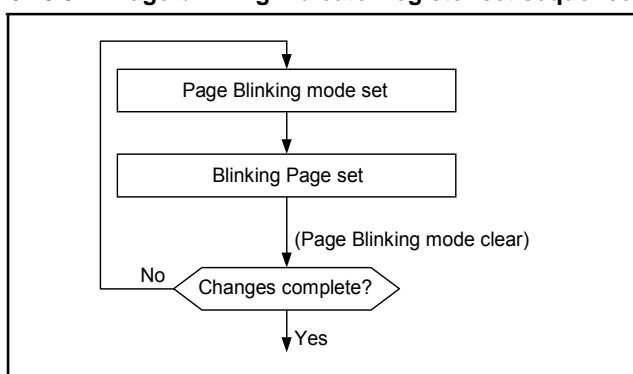 Page Blinking mode set
Blinking Page set
(Page Blinking mode clear)
No
Changes complete?
Yes